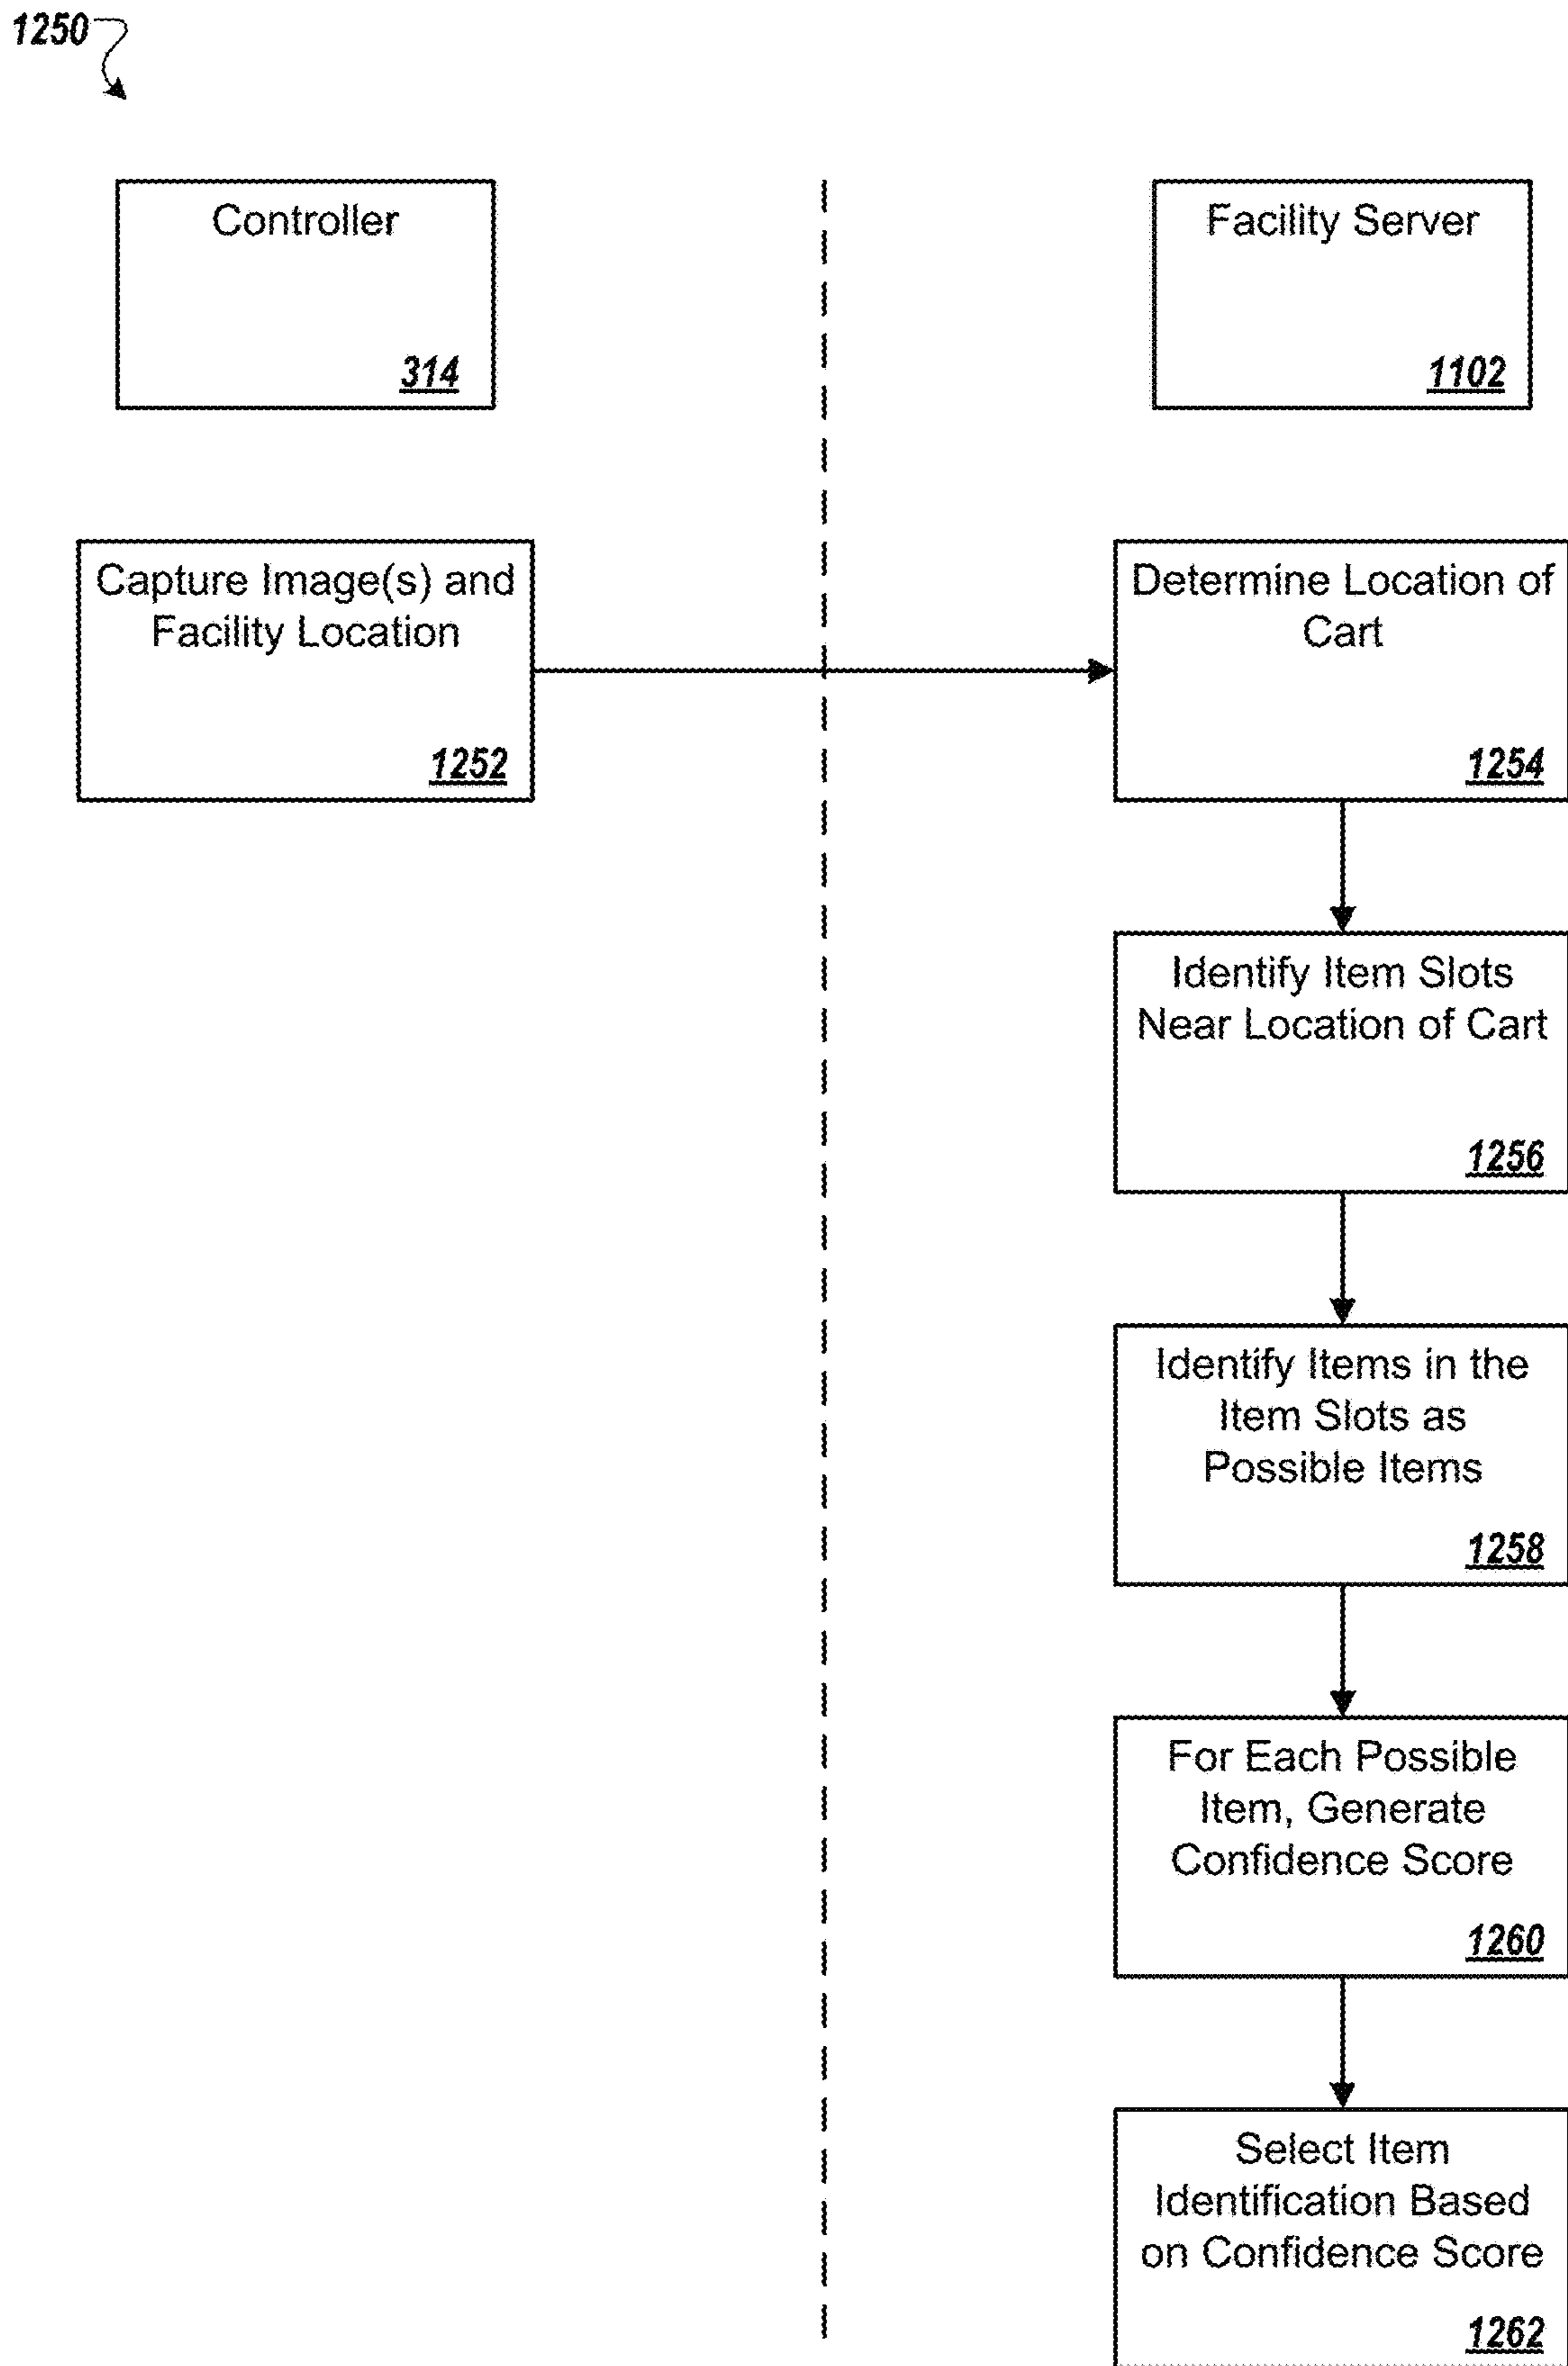 1250
Controller
314
Facility Server
1102
Capture Image(s) and
Facility Location
1252
Determine Location of
Cart
1254
Identify Item Slots
Near Location of Cart
1256
Identify Items in the
Item Slots as
Possible Items
1258
For Each Possible
Item, Generate
Confidence Score
1260
Select Item
Identification Based
on Confidence Score
1262